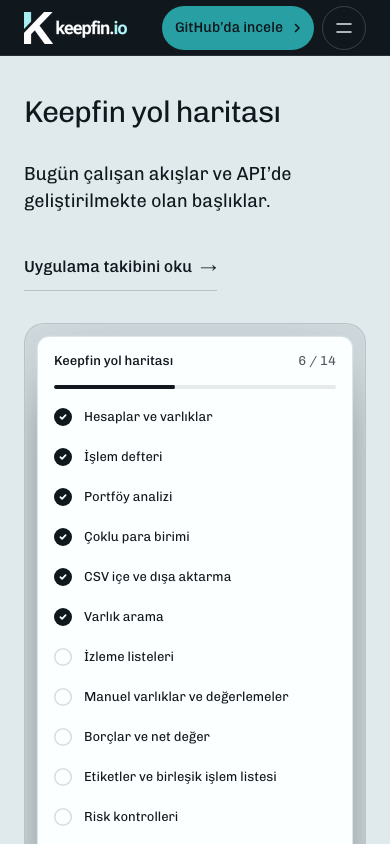 keepfin.io
GitHub’da incele
Keepfin yol haritası
Bugün çalışan akışlar ve API’de
geliştirilmekte olan başlıklar.
Uygulama takibini oku →
Keepfin yol haritası
6 / 14
Hesaplar ve varlıklar
İşlem defteri
Portföy analizi
Çoklu para birimi
CSV içe ve dışa aktarma
Varlık arama
İzleme listeleri
Manuel varlıklar ve değerlemeler
Borçlar ve net değer
Etiketler ve birleşik işlem listesi
Risk kontrolleri